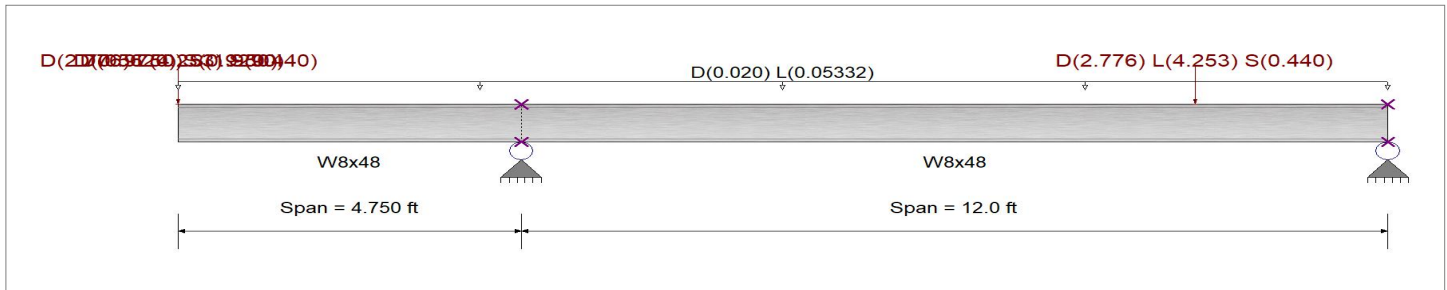 D(2.776) L(4.253) S(0.440)
D(0.020) L(0.05332)
W8x48
W8x48
Span = 4.750 ft
Span = 12.0 ft